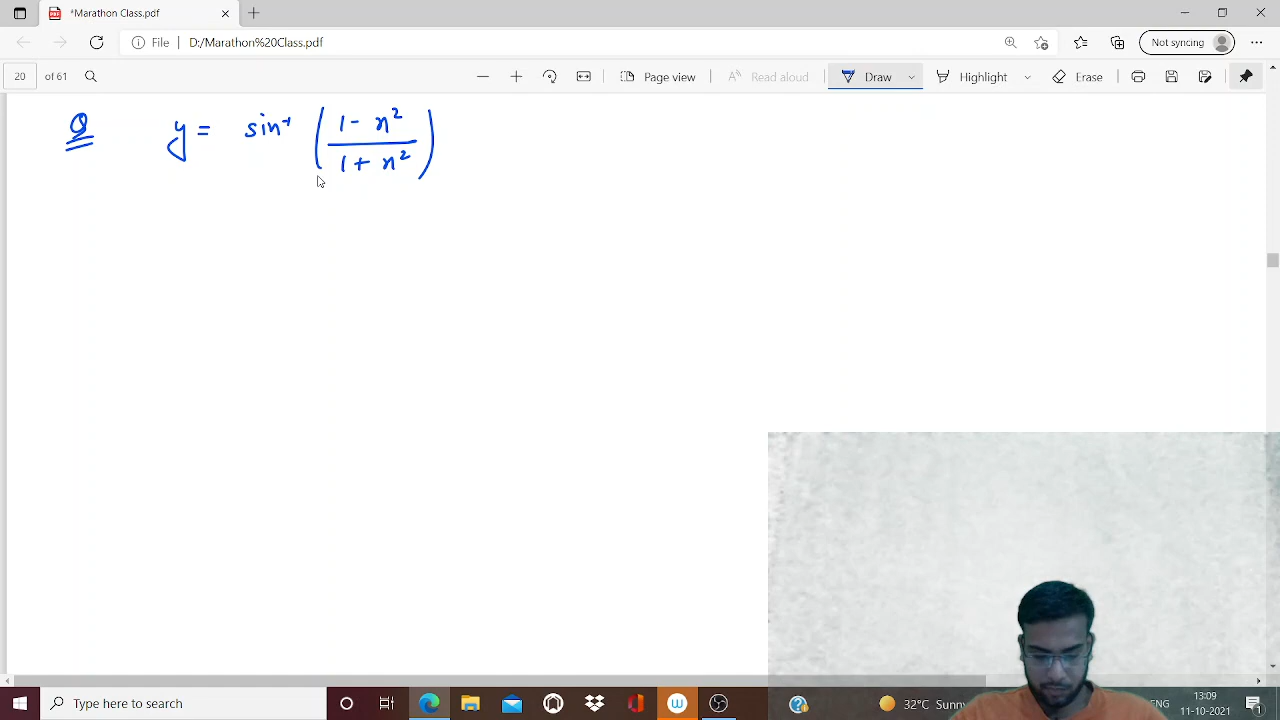 *Marathon Class.pdf
File D:/Marathon%20Class.pdf Not syncing
20 of 61 Page view Read aloud Draw Highlight Erase
Q y = sin⁻¹ ( (1 - x²) / (1 + x²) )
Type here to search 32°C Sunny ENG 13:09
11-10-2021